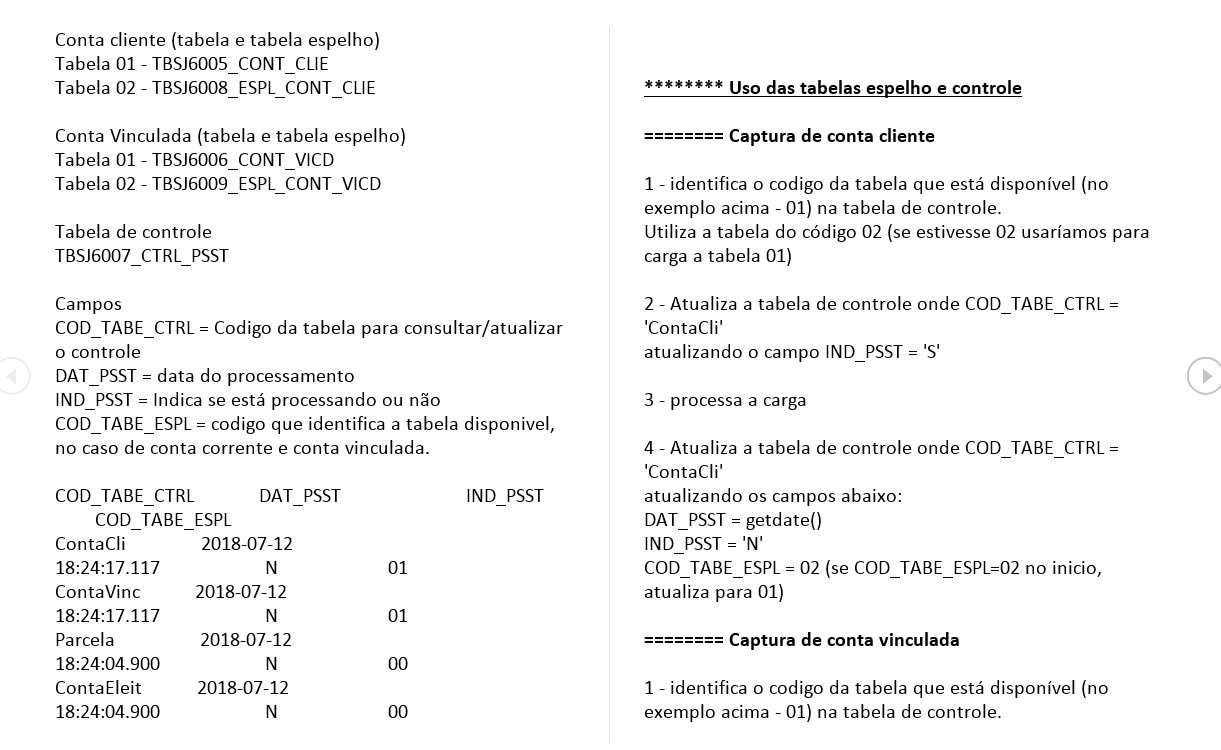 Conta cliente (tabela e tabela espelho)
Tabela 01 - TBSJ6005_CONT_CLIE
Tabela 02 - TBSJ6008_ESPL_CONT_CLIE
Conta Vinculada (tabela e tabela espelho)
Tabela 01 - TBSJ6006_CONT_VICD
Tabela 02 - TBSJ6009_ESPL_CONT_VICD
Tabela de controle
TBSJ6007_CTRL_PSST
Campos
COD_TABE_CTRL = Codigo da tabela para consultar/atualizar
o controle
DAT_PSST = data do processamento
IND_PSST = Indica se está processando ou não
COD_TABE_ESPL = codigo que identifica a tabela disponivel,
no caso de conta corrente e conta vinculada.
COD_TABE_CTRL DAT_PSST IND_PSST
COD_TABE_ESPL
ContaCli 2018-07-12
18:24:17.117 N 01
ContaVinc 2018-07-12
18:24:17.117 N 01
Parcela 2018-07-12
18:24:04.900 N 00
ContaEleit 2018-07-12
18:24:04.900 N 00
******** Uso das tabelas espelho e controle
======== Captura de conta cliente
1 - identifica o codigo da tabela que está disponível (no
exemplo acima - 01) na tabela de controle.
Utiliza a tabela do código 02 (se estivesse 02 usaríamos para
carga a tabela 01)
2 - Atualiza a tabela de controle onde COD_TABE_CTRL =
'ContaCli'
atualizando o campo IND_PSST = 'S'
3 - processa a carga
4 - Atualiza a tabela de controle onde COD_TABE_CTRL =
'ContaCli'
atualizando os campos abaixo:
DAT_PSST = getdate()
IND_PSST = 'N'
COD_TABE_ESPL = 02 (se COD_TABE_ESPL=02 no inicio,
atualiza para 01)
======== Captura de conta vinculada
1 - identifica o codigo da tabela que está disponível (no
exemplo acima - 01) na tabela de controle.